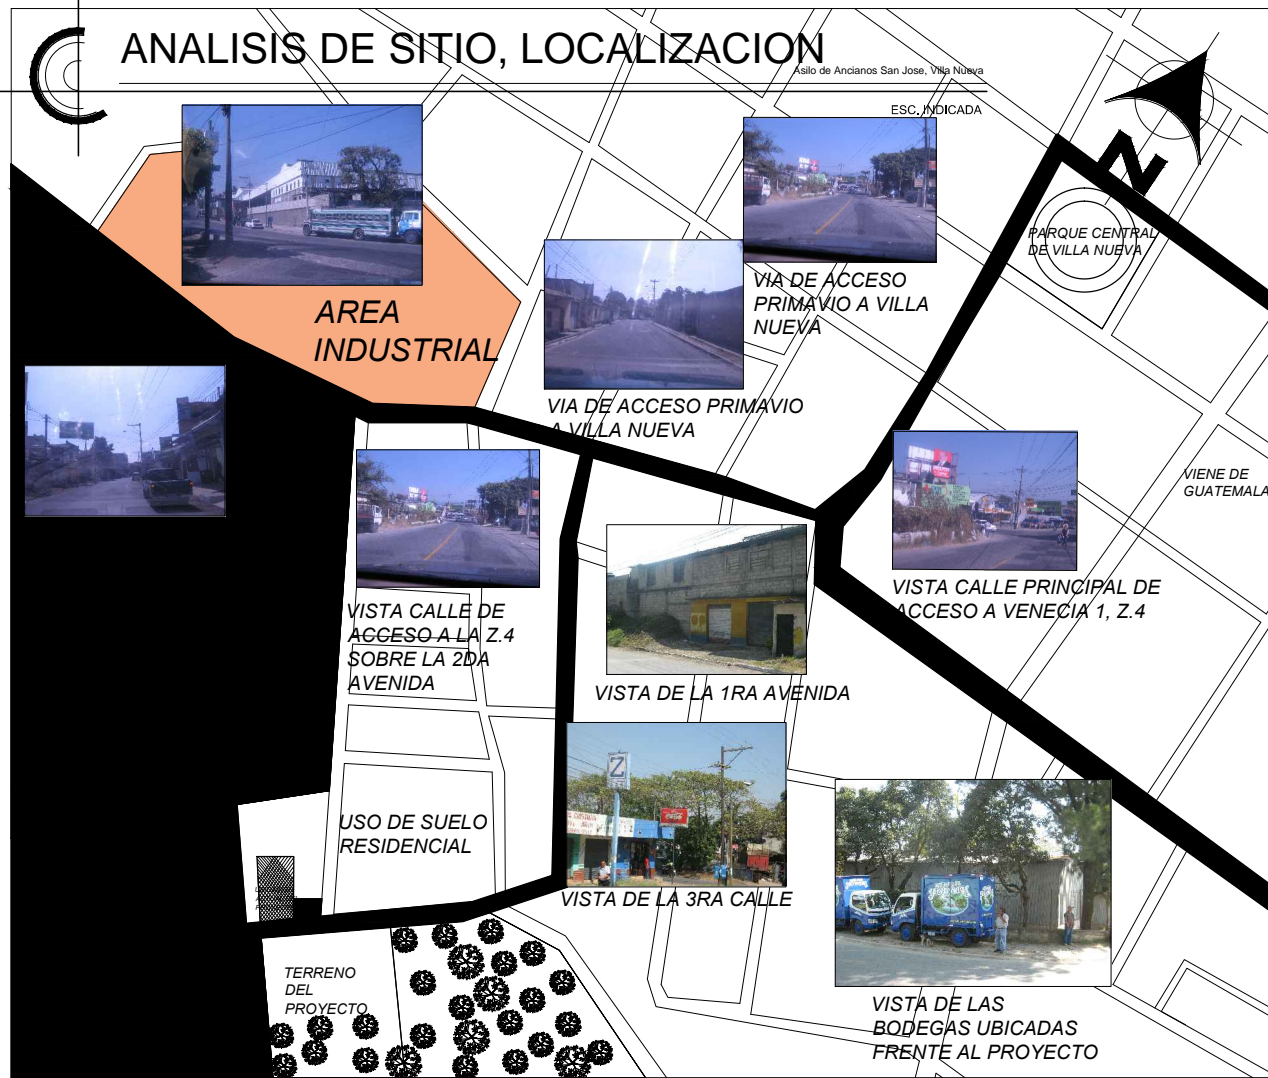 ANALISIS DE SITIO, LOCALIZACION
Asilo de Ancianos San Jose, Villa Nueva
ESC. INDICADA
N
PARQUE CENTRAL
DE VILLA NUEVA
VIA DE ACCESO
PRIMAVIO A VILLA
NUEVA
AREA
INDUSTRIAL
VIA DE ACCESO PRIMAVIO
A VILLA NUEVA
VIENE DE
GUATEMALA
VISTA CALLE PRINCIPAL DE
ACCESO A VENECIA 1, Z.4
VISTA CALLE DE
ACCESO A LA Z.4
SOBRE LA 2DA
AVENIDA
VISTA DE LA 1RA AVENIDA
Z
USO DE SUELO
RESIDENCIAL
VISTA DE LA 3RA CALLE
TERRENO
DEL
PROYECTO
VISTA DE LAS
BODEGAS UBICADAS
FRENTE AL PROYECTO